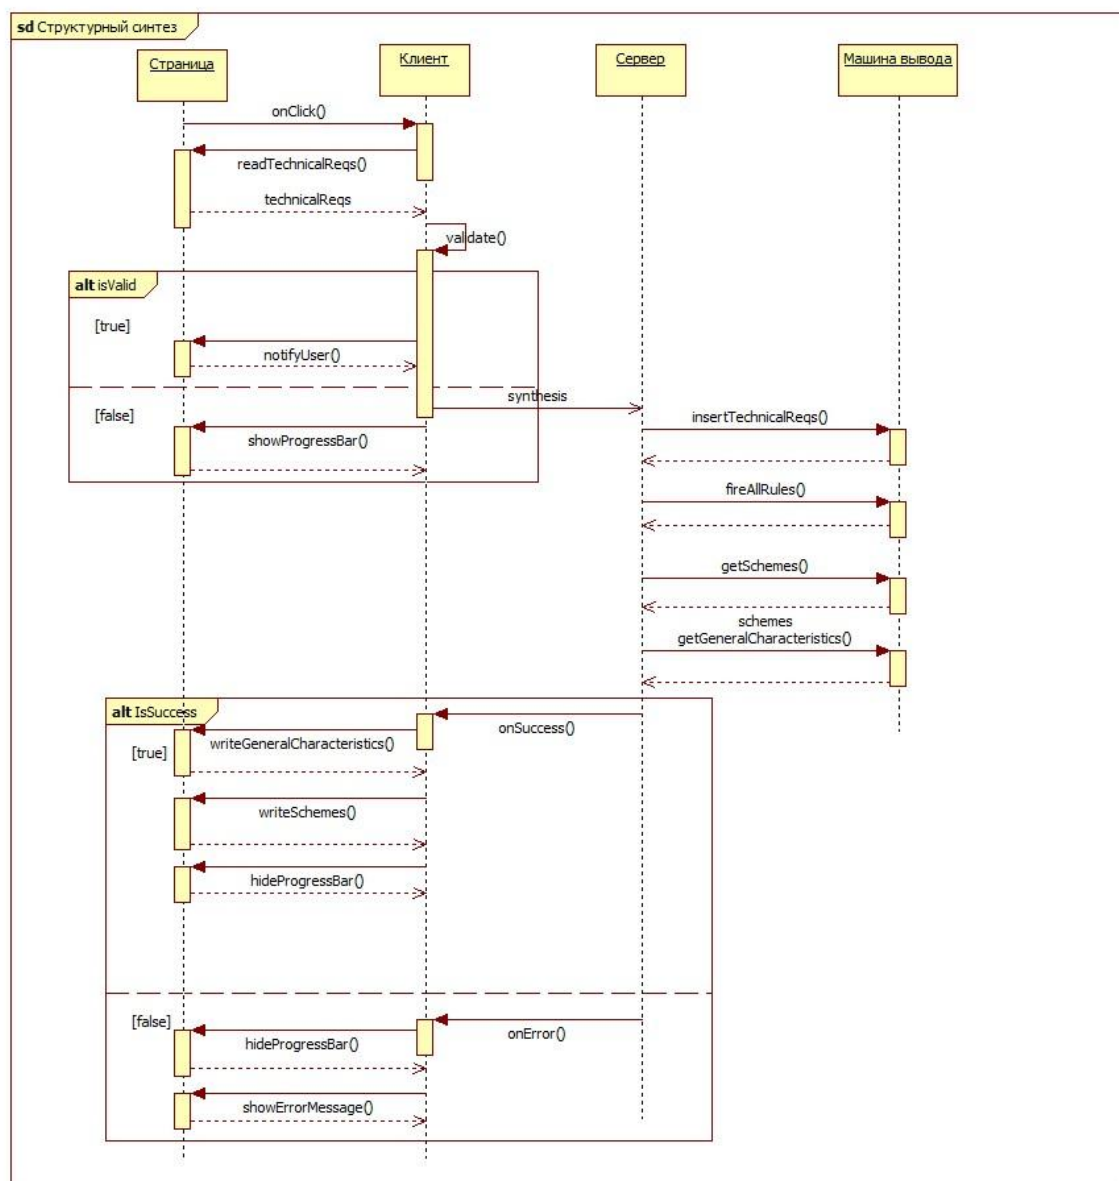 sd Структурный синтез
Страница
Клиент
Сервер
Машина вывода
onClick()
readTechnicalReqs()
technicalReqs
validate()
alt isValid
[true]
notifyUser()
synthesis
[false]
insertTechnicalReqs()
showProgressBar()
fireAllRules()
getSchemes()
schemes
getGeneralCharacteristics()
alt IsSuccess
onSuccess()
[true]
writeGeneralCharacteristics()
writeSchemes()
hideProgressBar()
[false]
onError()
hideProgressBar()
showErrorMessage()